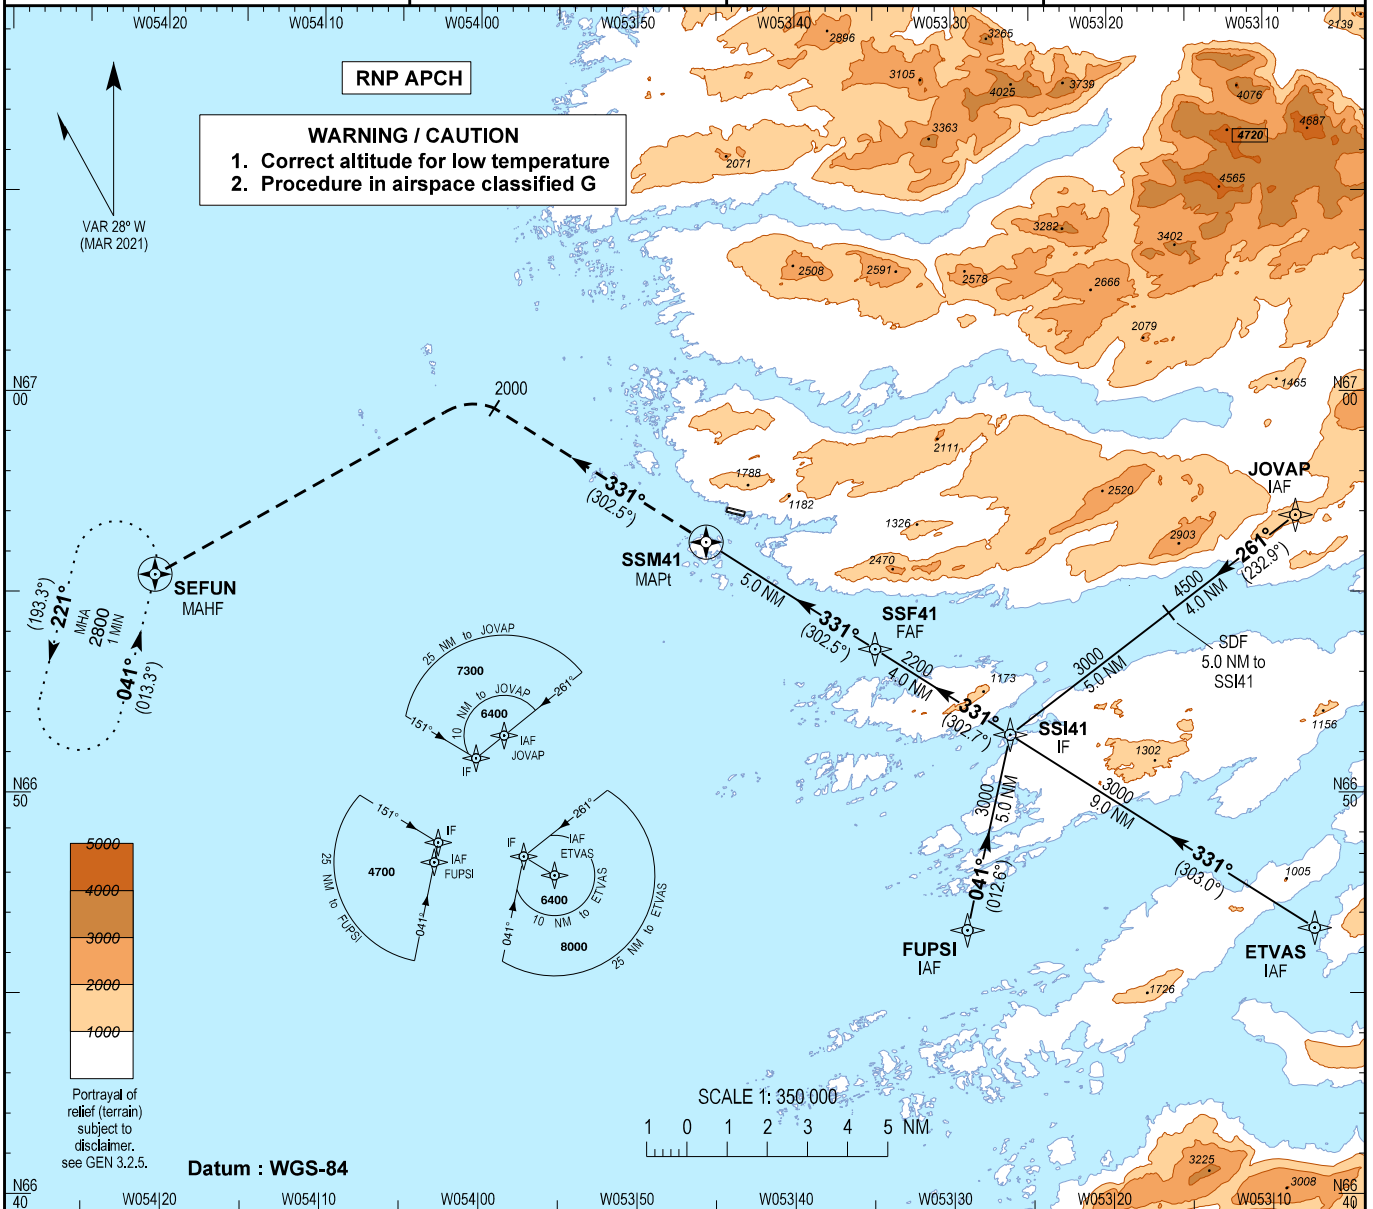 W054|20
W054|10
W054|00
W053|50
W053|40
W053|30
W053|20
W053|10
2139
RNP APCH
WARNING / CAUTION
1. Correct altitude for low temperature
2. Procedure in airspace classified G
VAR 28° W
(MAR 2021)
2896
3265
3105
4025
3739
4076
4687
4720
3363
2071
4565
3282
3402
2508
2591
2578
2666
2079
N67
00
1465
N67
00
2000
2111
1788
1182
1326
2520
2903
2470
JOVAP
IAF
331°
(302.5°)
SSM41
MAPt
261°
(232.9°)
4500
4.0 NM
SEFUN
MAHF
(193.3°)
221°
MHA
2800
1 MIN
041°
(013.3°)
5.0 NM
331°
(302.5°)
SSF41
FAF
2200
4.0 NM
SDF
5.0 NM to
SSI41
3000
5.0 NM
1173
331°
(302.7°)
SSI41
IF
1156
1302
25 NM to JOVAP
7300
10 NM to JOVAP
6400
261°
151°
IAF
JOVAP
IF
N66
50
N66
50
3000
5.0 NM
3000
9.0 NM
151°
IF
IAF
FUPSI
4700
041°
25 NM to FUPSI
261°
IF
IAF
ETVAS
6400
10 NM to ETVAS
041°
8000
25 NM to ETVAS
041°
(012.6°)
331°
(303.0°)
1005
FUPSI
IAF
ETVAS
IAF
1726
5000
4000
3000
2000
1000
Portrayal of
relief (terrain)
subject to
disclaimer.
see GEN 3.2.5.
SCALE 1: 350 000
1 0 1 2 3 4 5 NM
Datum : WGS-84
3225
3008
N66
40
N66
40
W054|20
W054|10
W054|00
W053|50
W053|40
W053|30
W053|20
W053|10